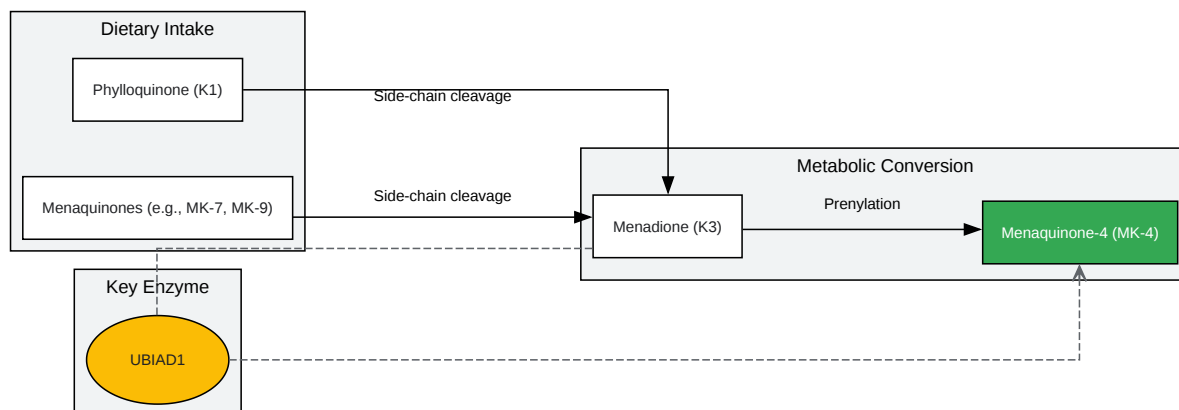 Dietary Intake
Phylloquinone (K1)
Side-chain cleavage
Menaquinones (e.g., MK-7, MK-9)
Side-chain cleavage
Metabolic Conversion
Menadione (K3)
Prenylation
Menaquinone-4 (MK-4)
Key Enzyme
UBIAD1